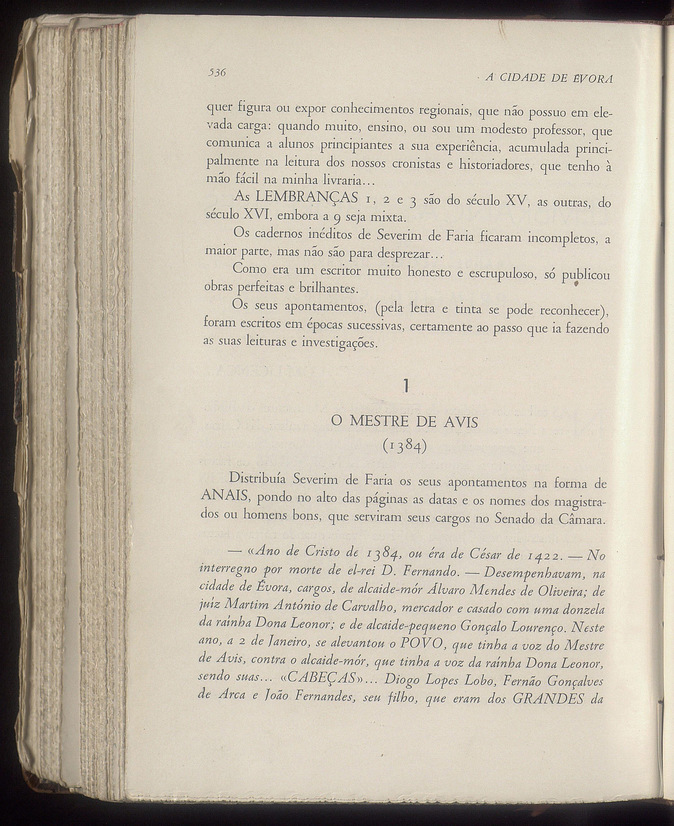 536
A CIDADE DE ÉVORA
quer figura ou expor conhecimentos regionais, que não possuo em ele-
vada carga: quando muito, ensino, ou sou um modesto professor, que
comunica a alunos principiantes a sua experiência, acumulada princi-
palmente na leitura dos nossos cronistas e historiadores, que tenho à
mão fácil na minha livraria...
As LEMBRANÇAS 1, 2 e 3 são do século XV, as outras, do
século XVI, embora a 9 seja mixta.
Os cadernos inéditos de Severim de Faria ficaram incompletos, a
maior parte, mas não são para desprezar...
Como era um escritor muito honesto e escrupuloso, só publicou
obras perfeitas e brilhantes.
Os seus apontamentos, (pela letra e tinta se pode reconhecer),
foram escritos em épocas sucessivas, certamente ao passo que ia fazendo
as suas leituras e investigações.
1
O MESTRE DE AVIS
(1384)
Distribuía Severim de Faria os seus apontamentos na forma de
ANAIS, pondo no alto das páginas as datas e os nomes dos magistra-
dos ou homens bons, que serviram seus cargos no Senado da Câmara.
— «Ano de Cristo de 1384, ou éra de César de 1422. — No
interregno por morte de el-rei D. Fernando. — Desempenhavam, na
cidade de Évora, cargos, de alcaide-mór Álvaro Mendes de Oliveira; de
juíz Martim António de Carvalho, mercador e casado com uma donzela
da raínha Dona Leonor; e de alcaide-pequeno Gonçalo Lourenço. Neste
ano, a 2 de Janeiro, se alevantou o POVO, que tinha a voz do Mestre
de Avis, contra o alcaide-mór, que tinha a voz da raínha Dona Leonor,
sendo suas... «CABEÇAS»... Diogo Lopes Lobo, Fernão Gonçalves
de Arca e João Fernandes, seu filho, que eram dos GRANDES da